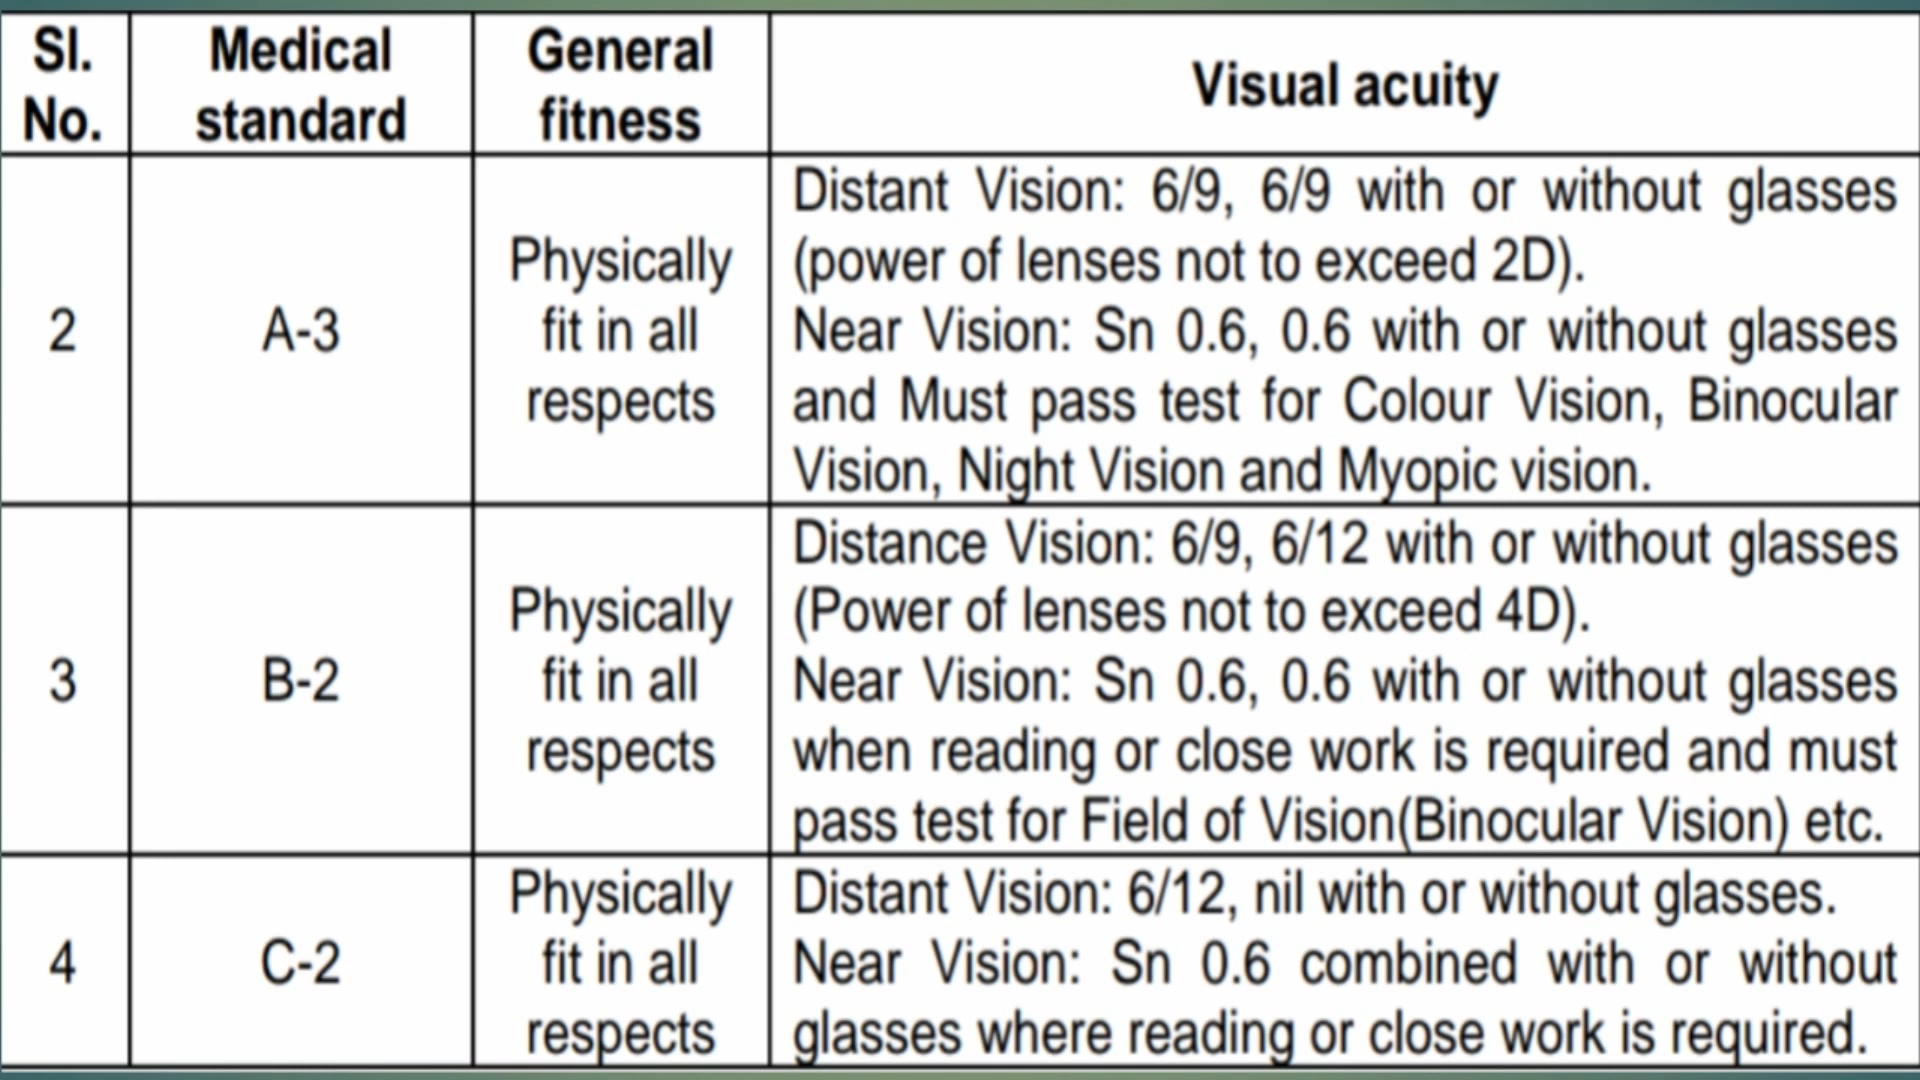 Sl. No.
Medical standard
General fitness
Visual acuity
2
A-3
Physically
fit in all
respects
Distant Vision: 6/9, 6/9 with or without glasses
(power of lenses not to exceed 2D).
Near Vision: Sn 0.6, 0.6 with or without glasses
and Must pass test for Colour Vision, Binocular
Vision, Night Vision and Myopic vision.
3
B-2
Physically
fit in all
respects
Distance Vision: 6/9, 6/12 with or without glasses
(Power of lenses not to exceed 4D).
Near Vision: Sn 0.6, 0.6 with or without glasses
when reading or close work is required and must
pass test for Field of Vision(Binocular Vision) etc.
4
C-2
Physically
fit in all
respects
Distant Vision: 6/12, nil with or without glasses.
Near Vision: Sn 0.6 combined with or without
glasses where reading or close work is required.